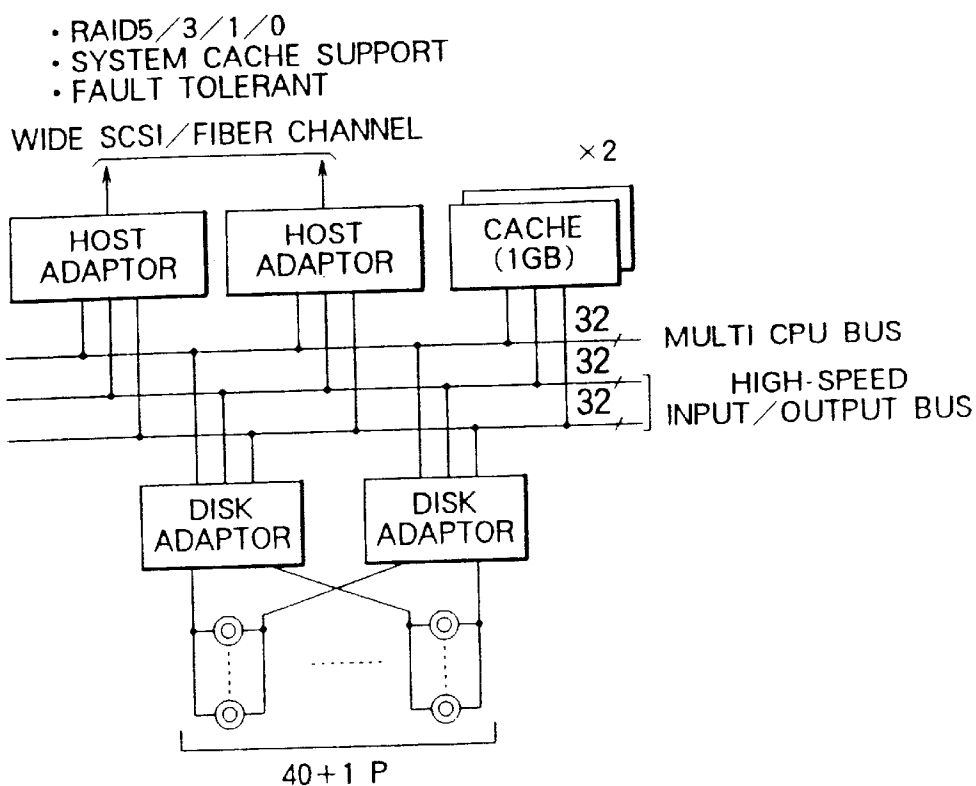 · RAID5/3/1/0
· SYSTEM CACHE SUPPORT
· FAULT TOLERANT
WIDE SCSI/FIBER CHANNEL
×2
HOST
ADAPTOR
HOST
ADAPTOR
CACHE
(1GB)
32
MULTI CPU BUS
32
32
HIGH-SPEED
INPUT/OUTPUT BUS
DISK
ADAPTOR
DISK
ADAPTOR
40+1 P